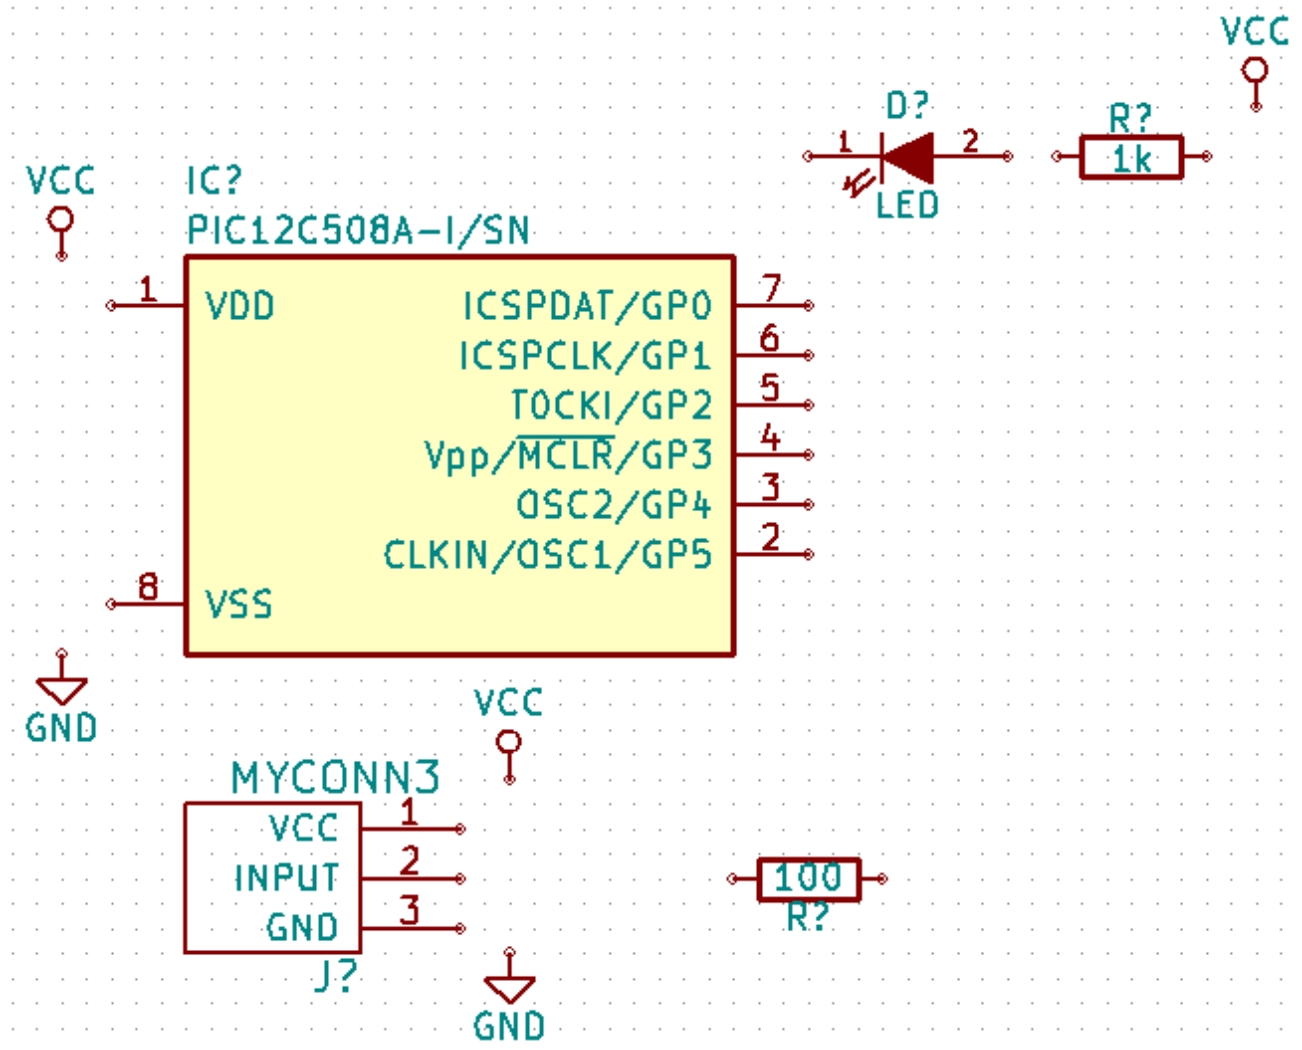 VCC
D?
R?
1 2
1k
LED
VCC
IC?
PIC12C508A-I/SN
1 VDD ICSPDAT/GP0 7
ICSPCLK/GP1 6
T0CKI/GP2 5
Vpp/MCLR/GP3 4
OSC2/GP4 3
CLKIN/OSC1/GP5 2
8 VSS
GND
VCC
MYCONN3
VCC 1
INPUT 2
GND 3
J?
100
R?
GND